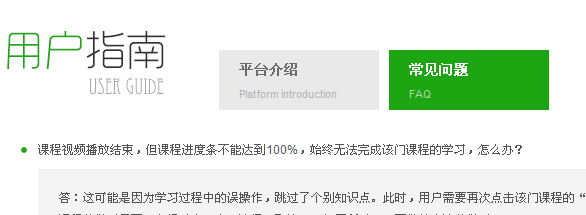 用户指南
USER GUIDE
平台介绍
Platform introduction
常见问题
FAQ
课程视频播放结束，但课程进度条不能达到100%，始终无法完成该门课程的学习，怎么办？
答：这可能是因为学习过程中的误操作，跳过了个别知识点。此时，用户需要再次点击该门课程的“